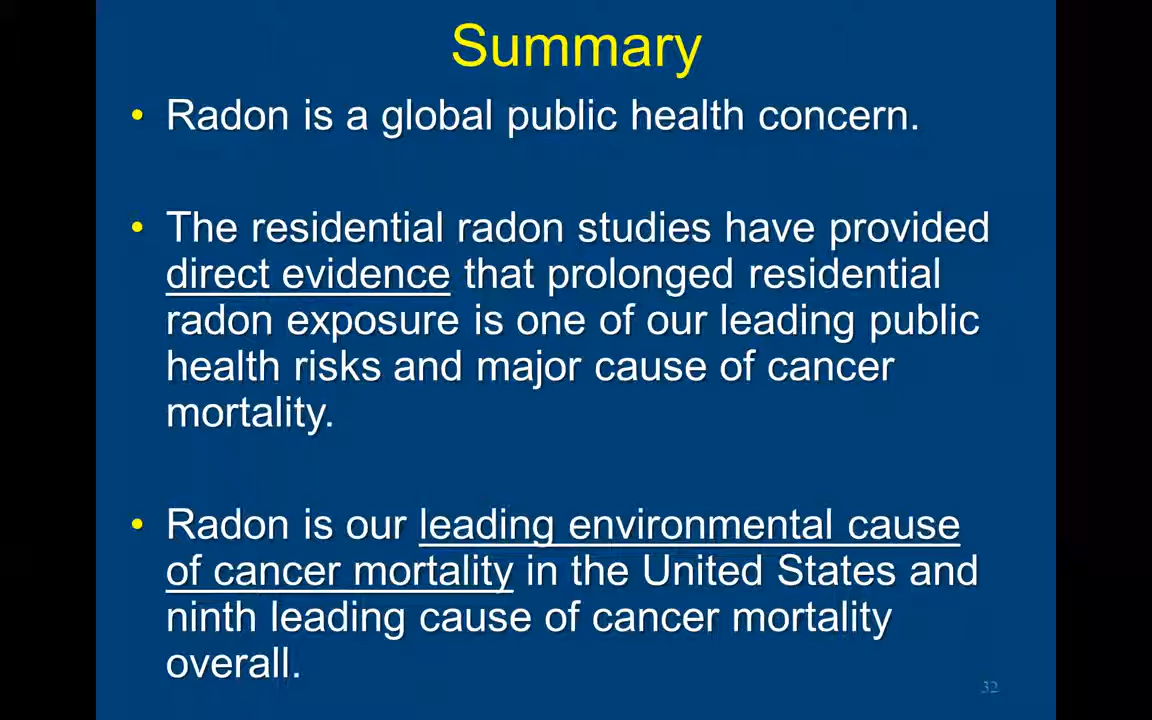 Summary
• Radon is a global public health concern.
• The residential radon studies have provided
direct evidence that prolonged residential
radon exposure is one of our leading public
health risks and major cause of cancer
mortality.
• Radon is our leading environmental cause
of cancer mortality in the United States and
ninth leading cause of cancer mortality
overall.
32